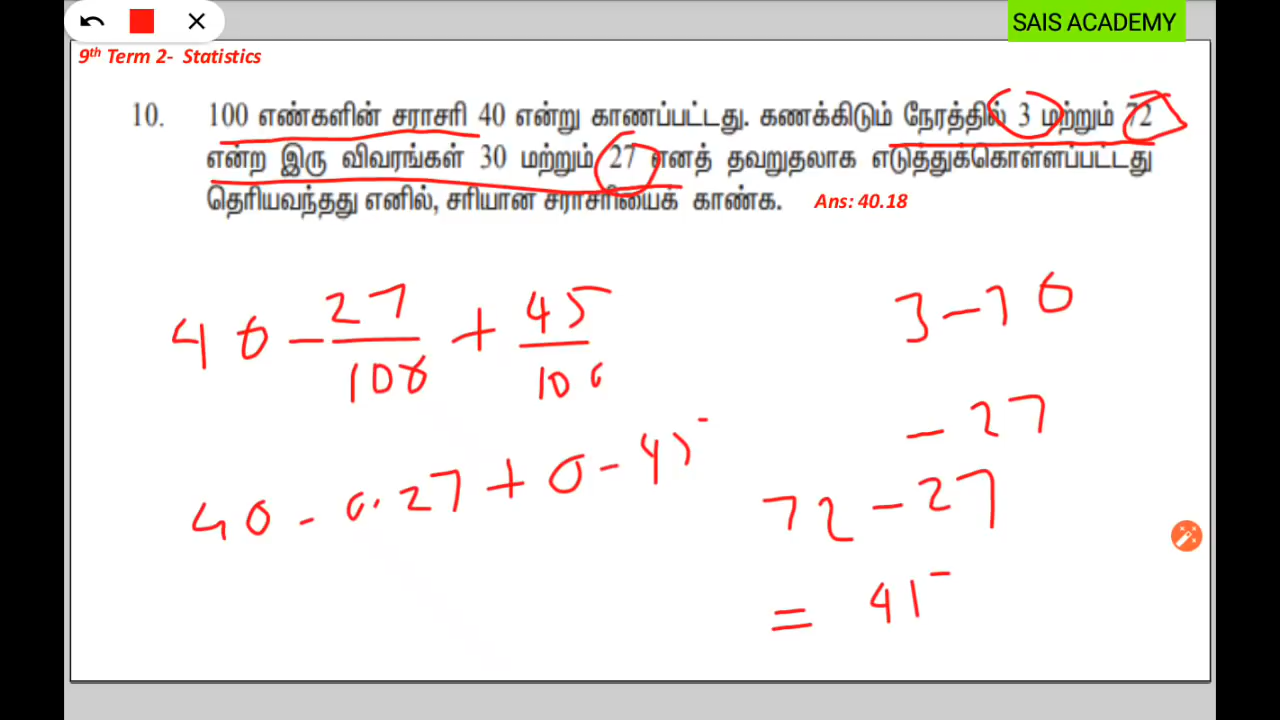 SAIS ACADEMY
9th Term 2- Statistics
10. 100 எண்களின் சராசரி 40 என்று காணப்பட்டது. கணக்கிடும் நேரத்தில் 3 மற்றும் 72
என்ற இரு விவரங்கள் 30 மற்றும் 27 எனத் தவறுதலாக எடுத்துக்கொள்ளப்பட்டது
தெரியவந்தது எனில், சரியான சராசரியைக் காண்க. Ans: 40.18
40 - 27/100 + 45/100
40 - 0.27 + 0-45
3-30
- 27
72 - 27
= 45